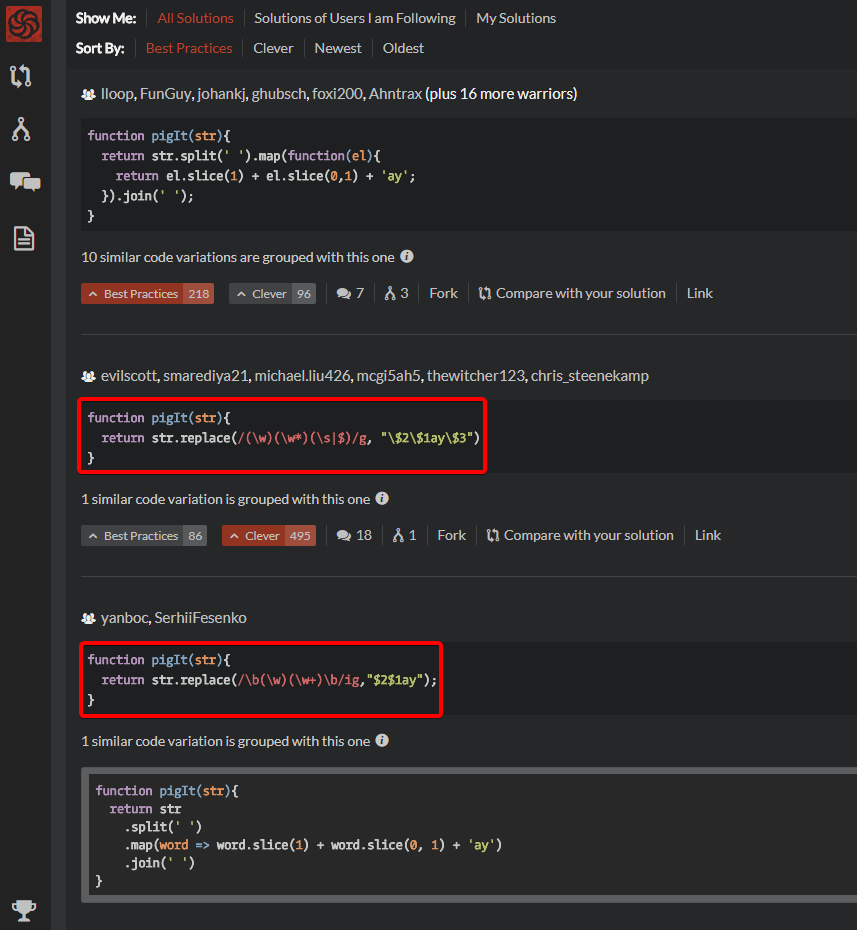 Show Me: All Solutions Solutions of Users I am Following My Solutions
Sort By: Best Practices Clever Newest Oldest
lloop, FunGuy, johankj, ghubsch, foxi200, Ahntrax (plus 16 more warriors)
function pigIt(str){
  return str.split(' ').map(function(el){
    return el.slice(1) + el.slice(0,1) + 'ay';
  }).join(' ');
}
10 similar code variations are grouped with this one
Best Practices 218 Clever 96 7 3 Fork Compare with your solution Link
evilscott, smarediya21, michael.liu426, mcgi5ah5, thewitcher123, chris_steenekamp
function pigIt(str){
  return str.replace(/(\w)(\w*)(\s|$)/g, "\$2\$1ay\$3")
}
1 similar code variation is grouped with this one
Best Practices 86 Clever 495 18 1 Fork Compare with your solution Link
yanboc, SerhiiFesenko
function pigIt(str){
  return str.replace(/\b(\w)(\w+)\b/ig,"$2$1ay");
}
1 similar code variation is grouped with this one
function pigIt(str){
  return str
    .split(' ')
    .map(word => word.slice(1) + word.slice(0, 1) + 'ay')
    .join(' ')
}